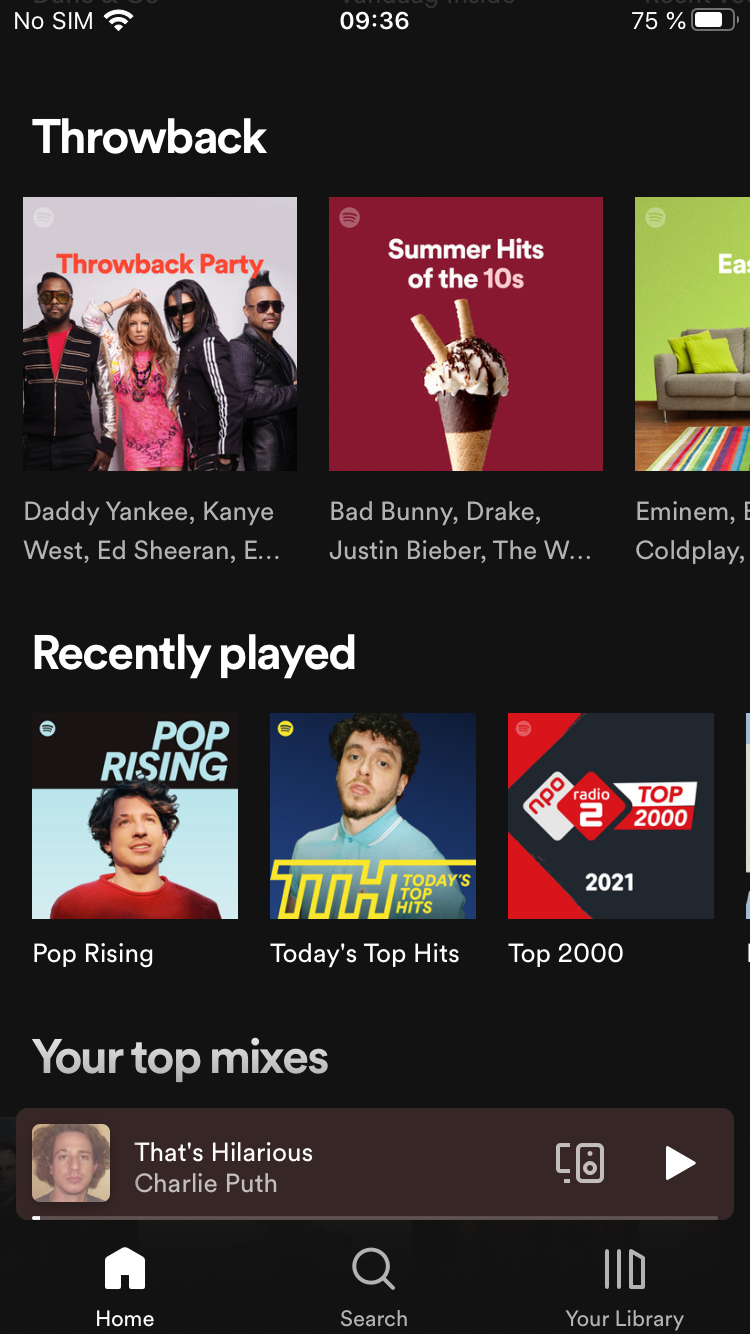 No SIM 09:36 75 %
Throwback
Throwback Party
Summer Hits
of the 10s
Eas
Daddy Yankee, Kanye
West, Ed Sheeran, E...
Bad Bunny, Drake,
Justin Bieber, The W...
Eminem,
Coldplay,
Recently played
POP
RISING
TTH TODAY'S
TOP
HITS
npo radio 2 TOP
2000
2021
Pop Rising
Today's Top Hits
Top 2000
Your top mixes
That's Hilarious
Charlie Puth
Home Search Your Library